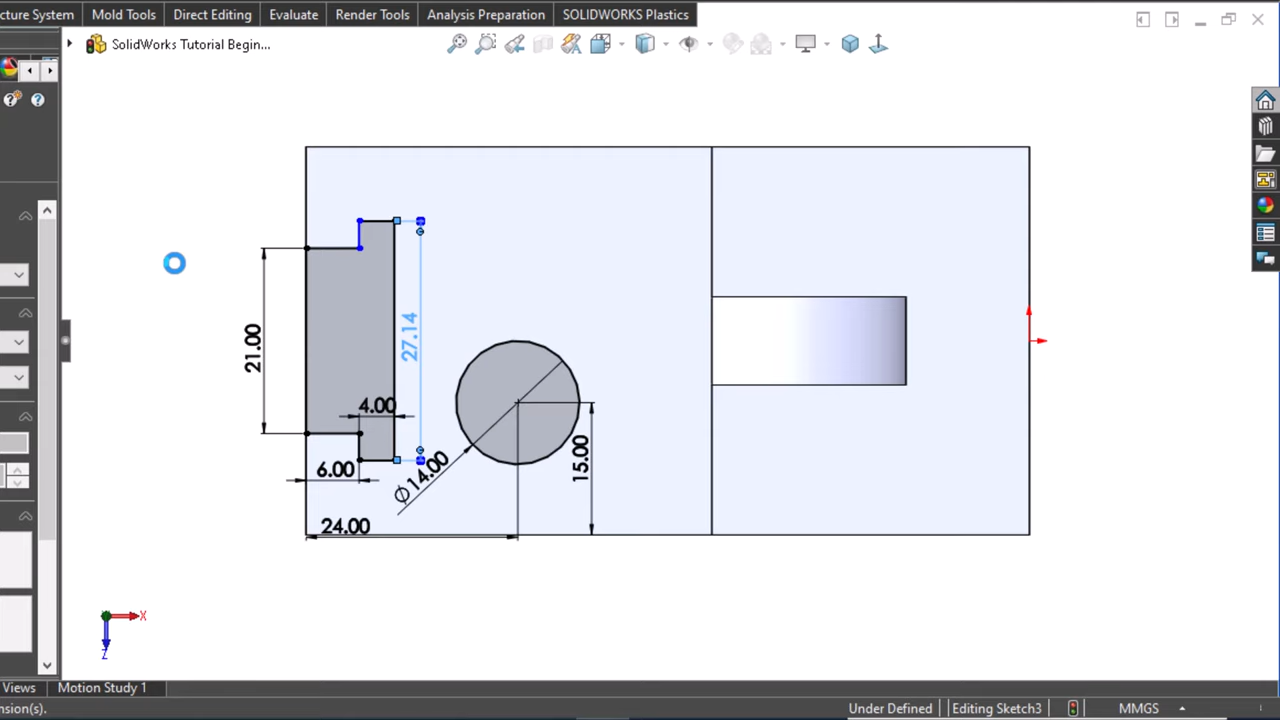 cture System Mold Tools Direct Editing Evaluate Render Tools Analysis Preparation SOLIDWORKS Plastics
SolidWorks Tutorial Begin...
21.00
27.14
4.00
6.00
Ø14.00
15.00
24.00
X
Z
Views Motion Study 1
nsion(s). Under Defined Editing Sketch3 MMGS